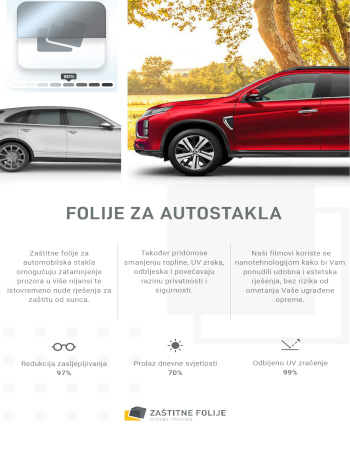 80%
FOLIJE ZA AUTOSTAKLA
Zaštitne folije za
automobilska stakla
omogućuju zatamnjenje
prozora u više nijansi te
istovremeno nude rješenja za
zaštitu od sunca.
Također pridonose
smanjenju topline, UV zraka,
odbljeska i povećavaju
razinu privatnosti i
sigurnosti.
Naši filmovi koriste se
nanotehnologijom kako bi Vam
ponudili udobna i estetska
rješenja, bez rizika od
ometanja Vaše ugrađene
opreme.
Redukcija zasljepljivanja
97%
Prolaz dnevne svjetlosti
70%
Odbijeno UV zračenje
99%
ZAŠTITNE FOLIJE